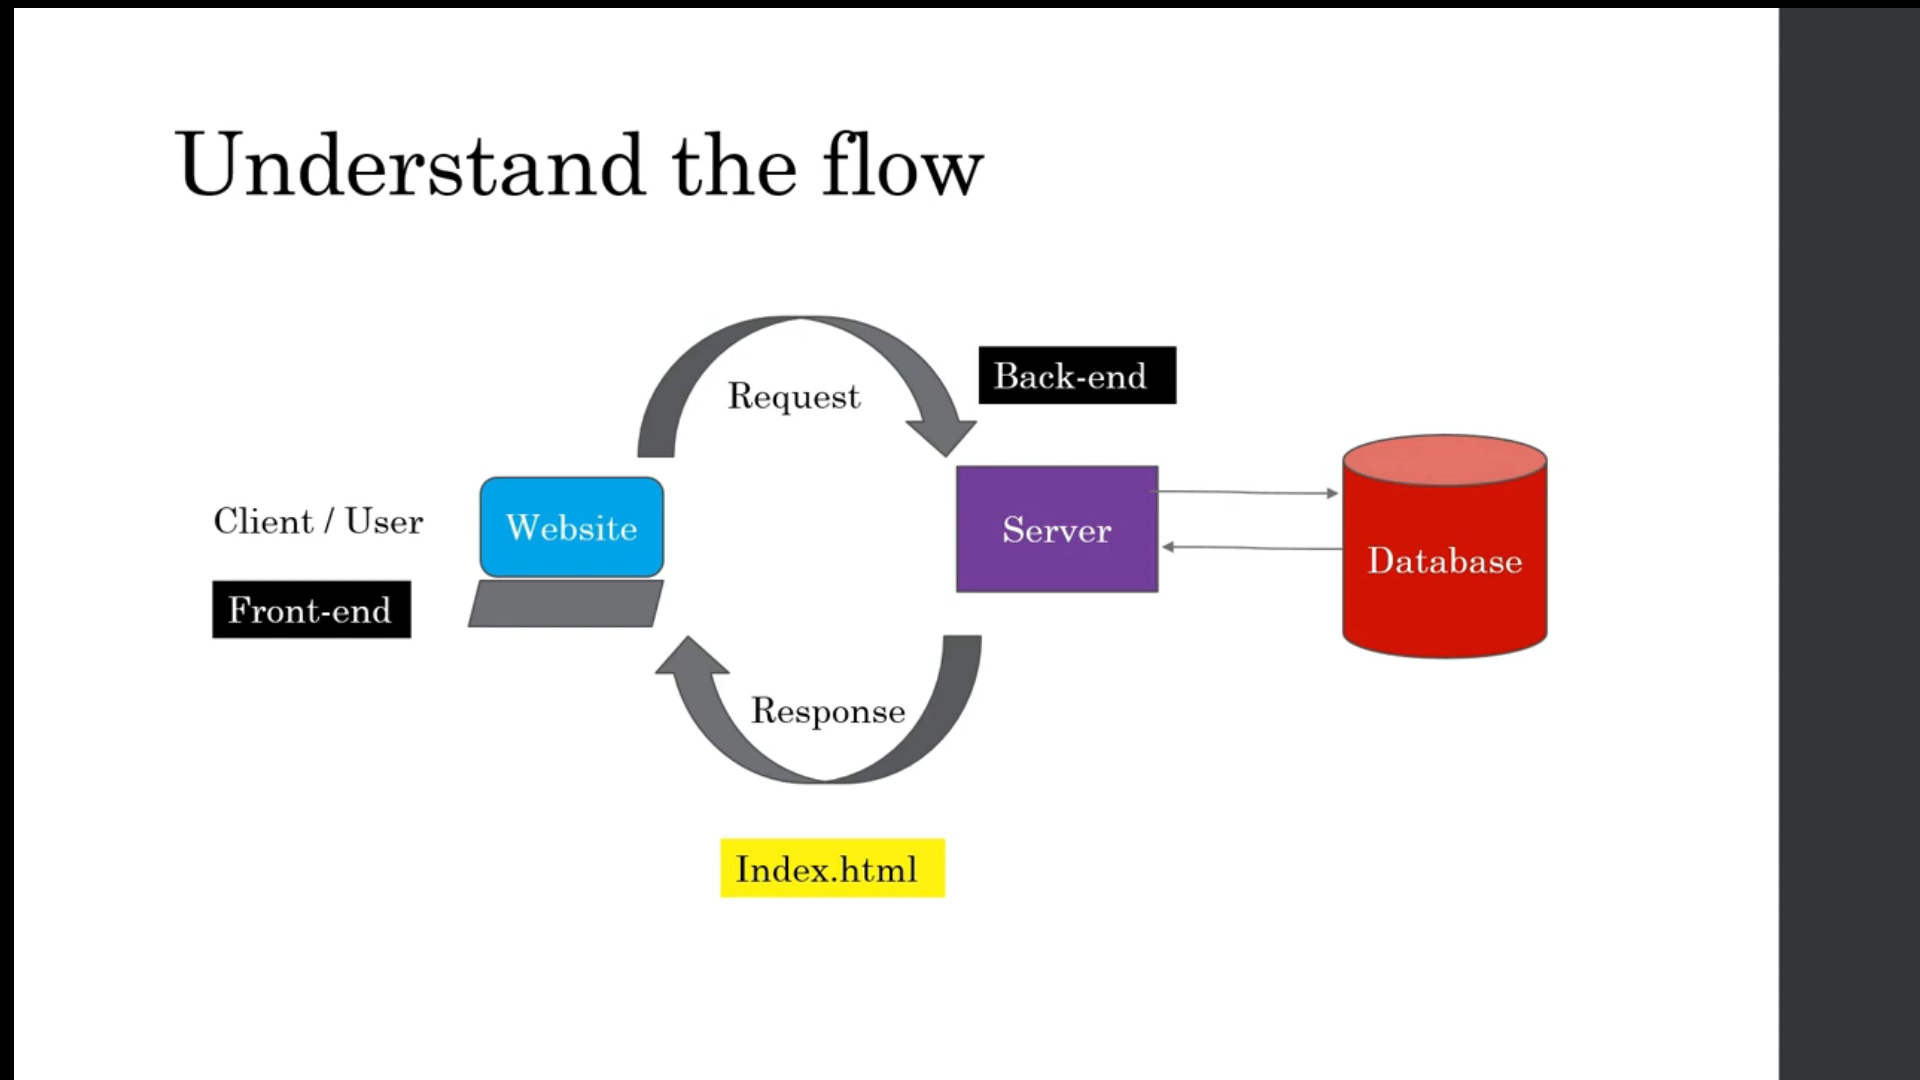 Understand the flow
Request
Back-end
Client / User
Website
Server
Database
Front-end
Response
Index.html